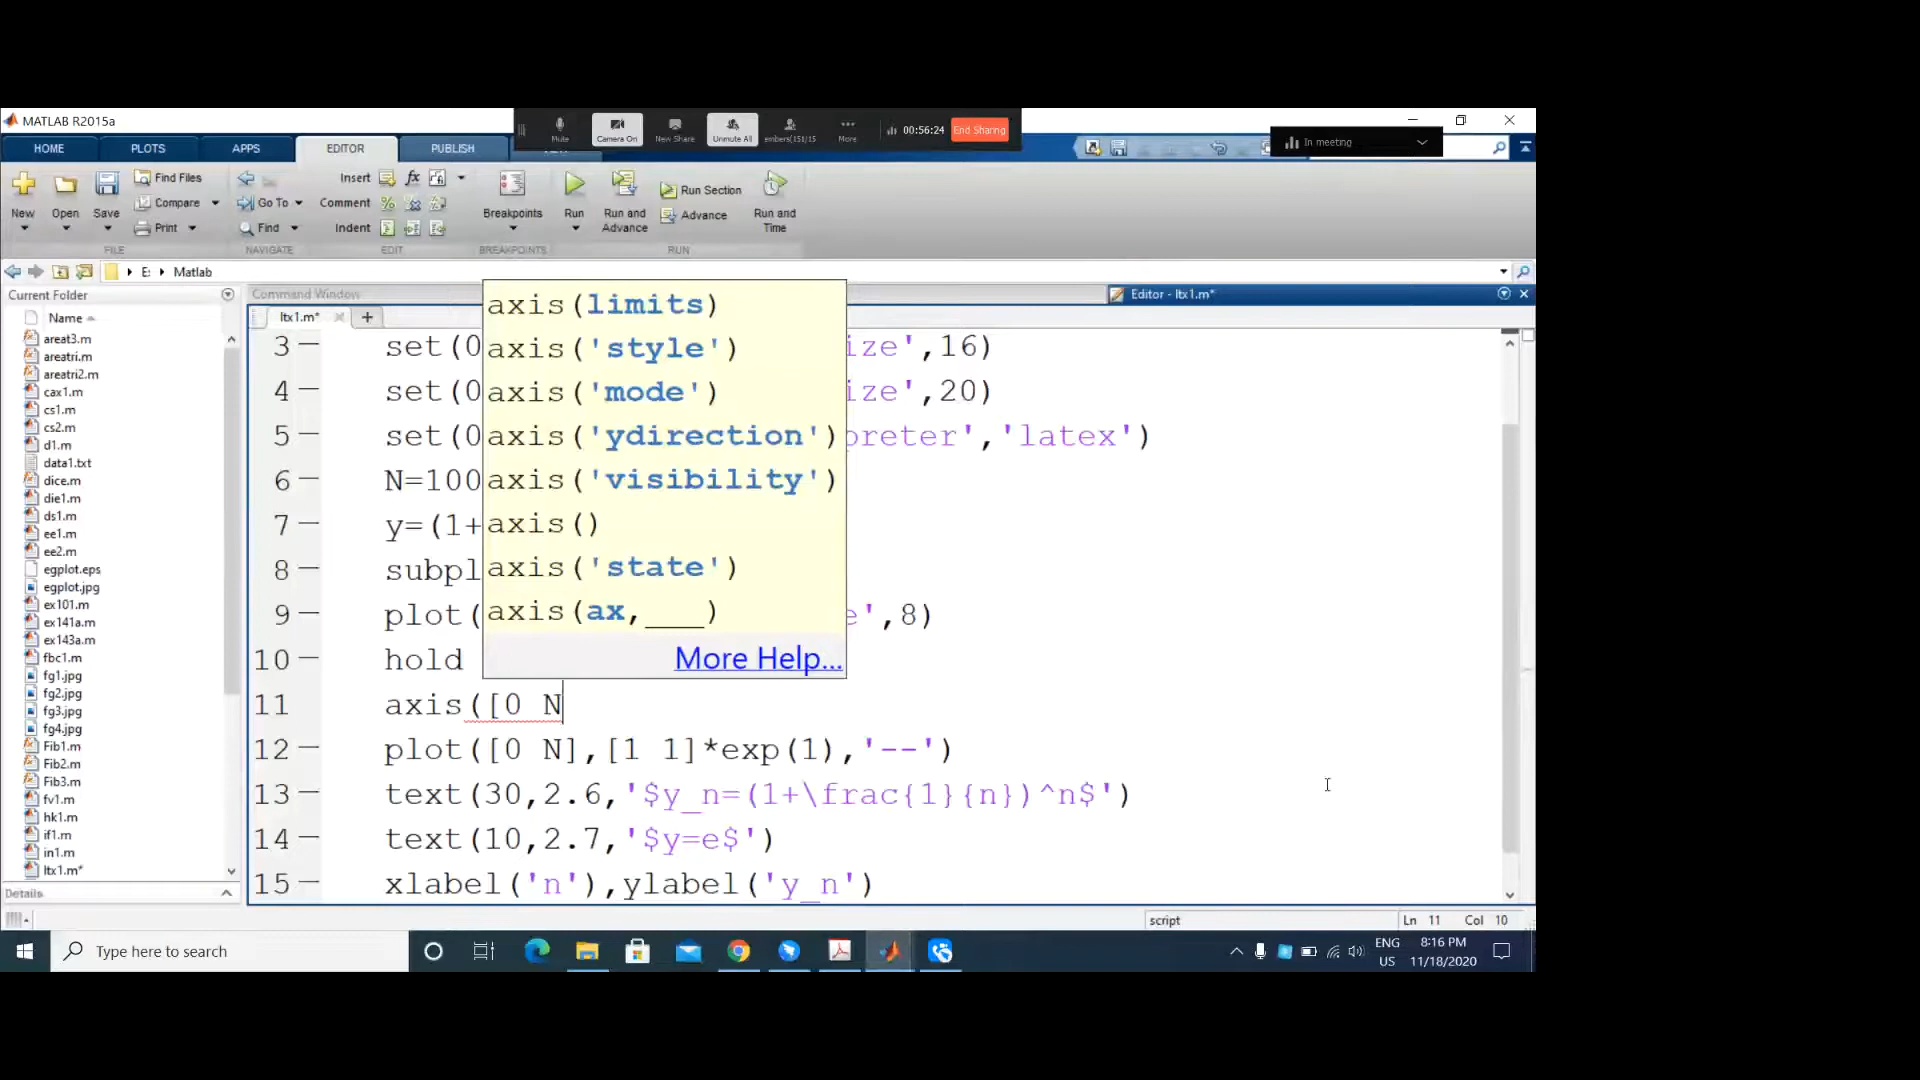 MATLAB R2015a
Mute
Camera On
New Share
Unmute All
embers(151/15
More
00:56:24
End Sharing
In meeting
HOME PLOTS APPS EDITOR PUBLISH
New
Open
Save
Find Files
Compare
Print
Go To
Find
Insert
Comment
Indent
Breakpoints
Run
Run and Advance
Run Section
Advance
Run and Time
FILE NAVIGATE EDIT BREAKPOINTS RUN
E: Matlab
Current Folder
Name
areat3.m
areatri.m
areatri2.m
cax1.m
cs1.m
cs2.m
d1.m
data1.txt
dice.m
die1.m
ds1.m
ee1.m
ee2.m
egplot.eps
egplot.jpg
ex101.m
ex141a.m
ex143a.m
fbc1.m
fg1.jpg
fg2.jpg
fg3.jpg
fg4.jpg
Fib1.m
Fib2.m
Fib3.m
fv1.m
hk1.m
if1.m
in1.m
ltx1.m*
Details
Command Window
Editor - ltx1.m*
ltx1.m*
axis(limits)
axis('style')
axis('mode')
axis('ydirection')
axis('visibility')
axis()
axis('state')
axis(ax,___)
More Help...
3 set(0 ize',16)
4 set(0 ize',20)
5 set(0 preter','latex')
6 N=100
7 y=(1+
8 subpl
9 plot( e',8)
10 hold
11 axis([0 N
12 plot([0 N],[1 1]*exp(1),'--')
13 text(30,2.6,'$y_n=(1+\frac{1}{n})^n$')
14 text(10,2.7,'$y=e$')
15 xlabel('n'),ylabel('y_n')
script
Ln 11 Col 10
Type here to search
ENG
US
8:16 PM
11/18/2020